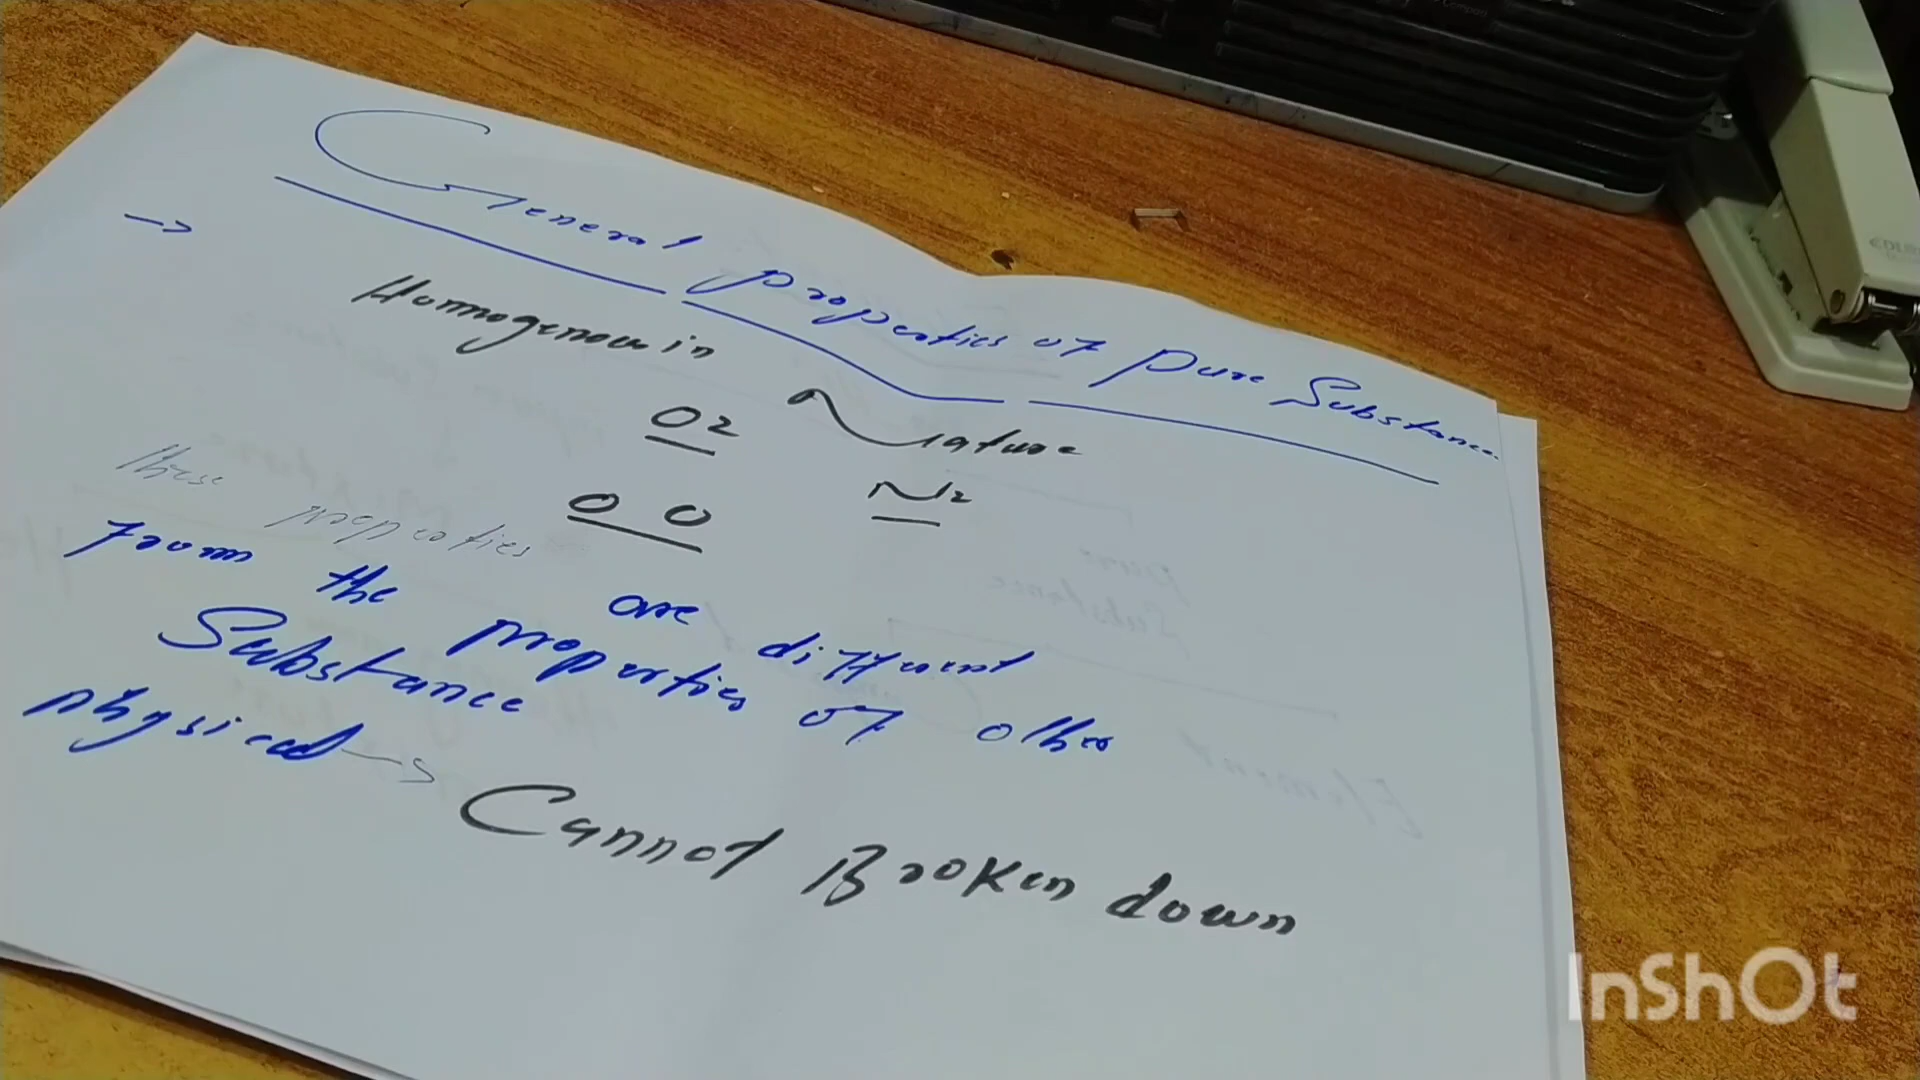 General properties of pure Substance.
→
Homogeneou in
Nature
O2
N2
O O
these properties are different
from the properties of other
Substance
physical → Cannot Broken down
InShOt